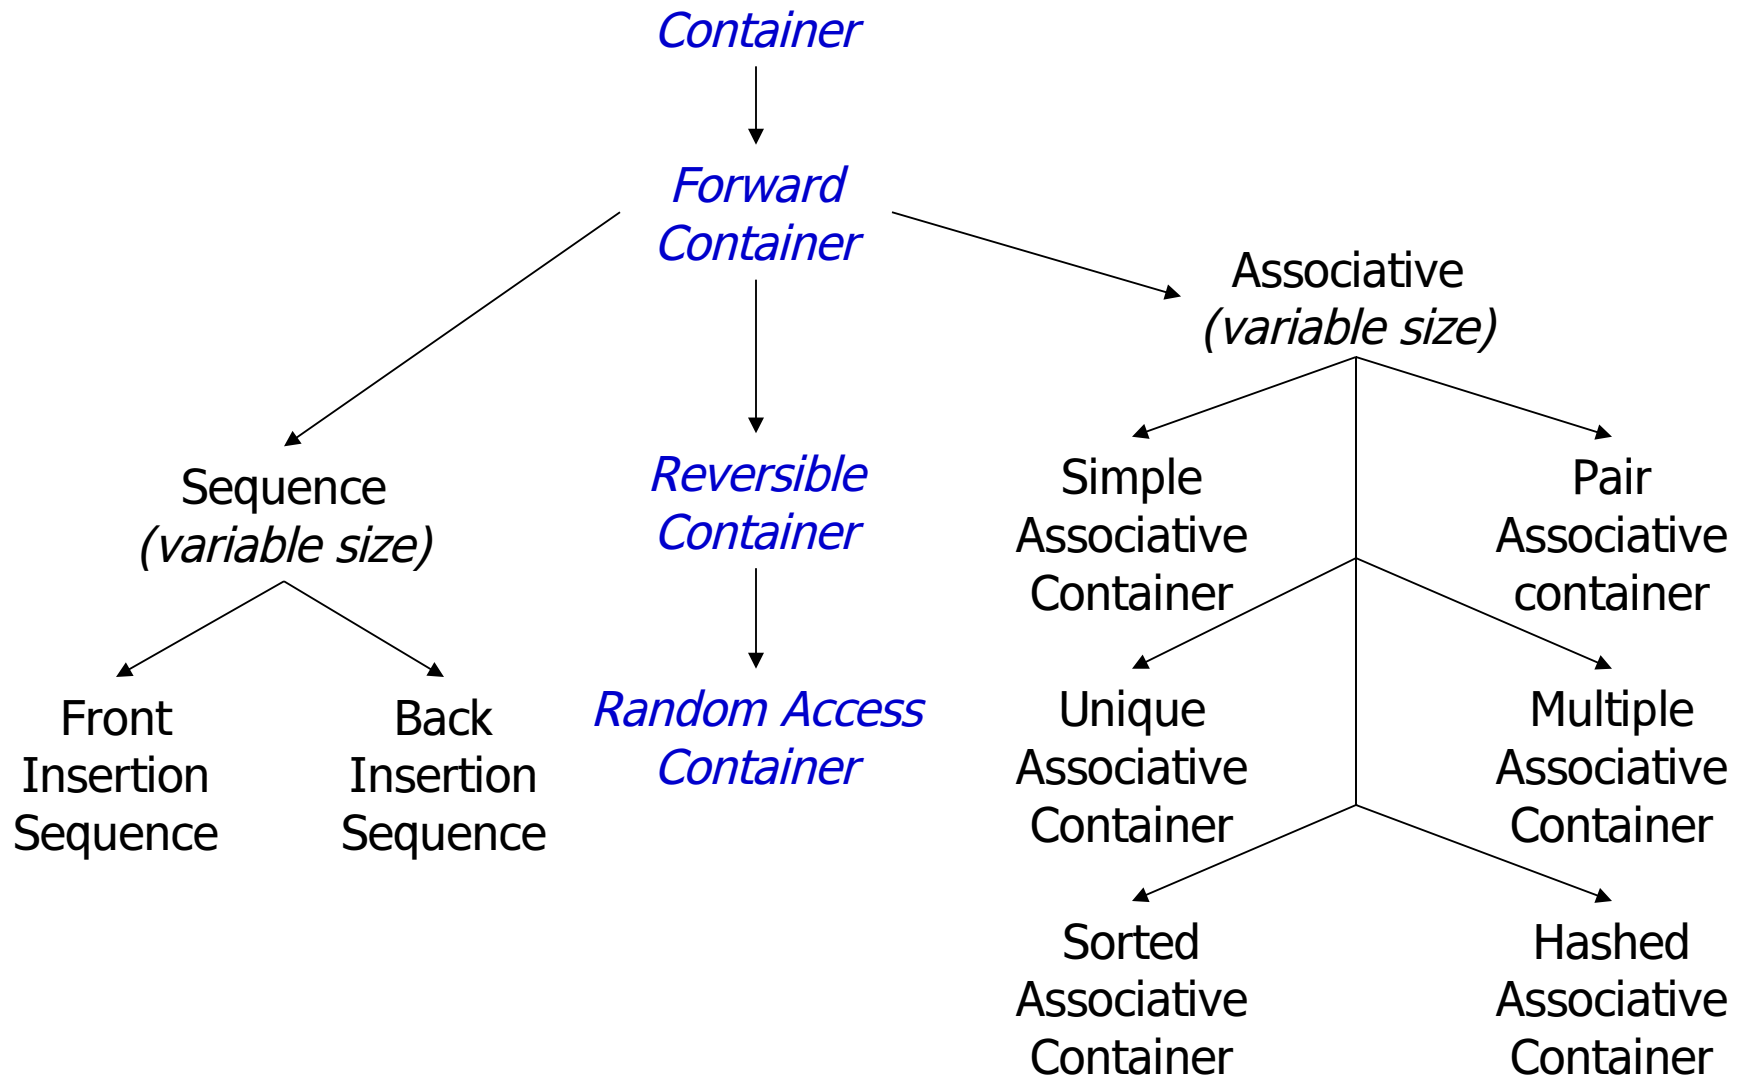 Container
Forward
Container
Associative
(variable size)
Sequence
(variable size)
Reversible
Container
Simple
Associative
Container
Pair
Associative
container
Front
Insertion
Sequence
Back
Insertion
Sequence
Random Access
Container
Unique
Associative
Container
Multiple
Associative
Container
Sorted
Associative
Container
Hashed
Associative
Container